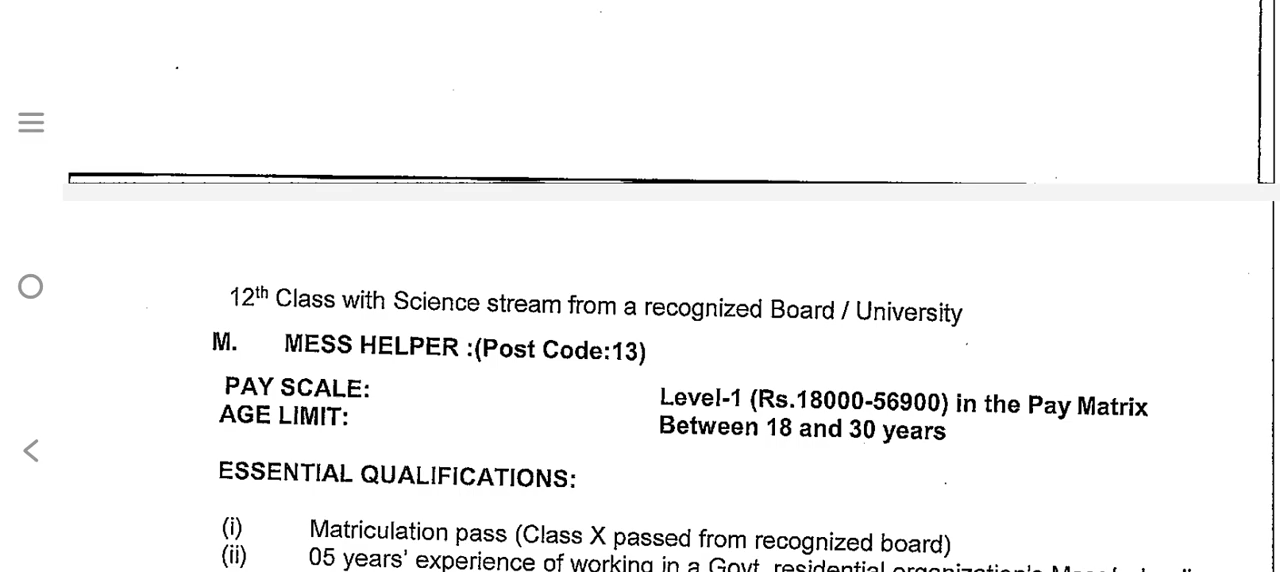 12th Class with Science stream from a recognized Board / University
M. MESS HELPER :(Post Code:13)
PAY SCALE: Level-1 (Rs.18000-56900) in the Pay Matrix
AGE LIMIT: Between 18 and 30 years
ESSENTIAL QUALIFICATIONS:
(i) Matriculation pass (Class X passed from recognized board)
(ii) 05 years' experience of working in a Govt. residential organization's